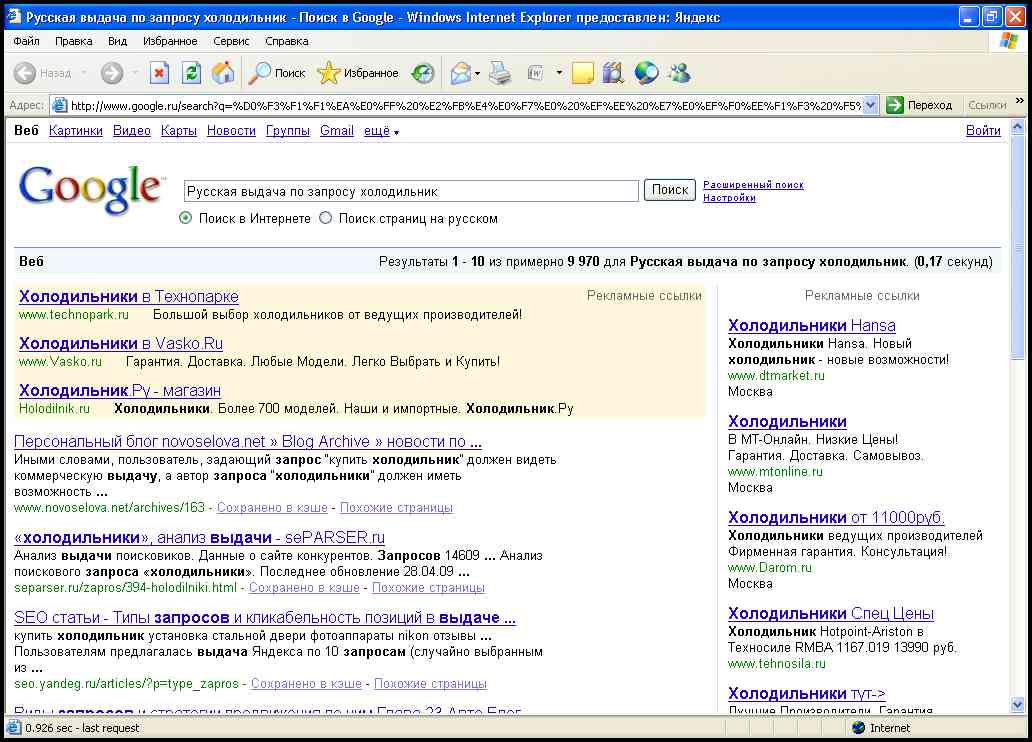 Русская выдача по запросу холодильник - Поиск в Google - Windows Internet Explorer предоставлен: Яндекс
Файл Правка Вид Избранное Сервис Справка
Назад Поиск Избранное
Адрес: http://www.google.ru/search?q=%D0%F3%F1%F1%EA%E0%FF%20%E2%FB%E4%E0%F7%E0%20%EF%EE%20%E7%E0%EF%F0%EE%F1%F3%20%F5% Переход Ссылки »
Веб Картинки Видео Карты Новости Группы Gmail ещё Войти
Google™
Русская выдача по запросу холодильник Поиск Расширенный поиск
Настройки
Поиск в Интернете Поиск страниц на русском
Веб Результаты 1 - 10 из примерно 9 970 для Русская выдача по запросу холодильник. (0,17 секунд)
Холодильники в Технопарке Рекламные ссылки
www.technopark.ru Большой выбор холодильников от ведущих производителей!
Холодильники в Vasko.Ru
www.Vasko.ru Гарантия. Доставка. Любые Модели. Легко Выбрать и Купить!
Холодильник.Ру - магазин
Holodilnik.ru Холодильники. Более 700 моделей. Наши и импортные. Холодильник.Ру
Персональный блог novoselova.net » Blog Archive » новости по ...
Иными словами, пользователь, задающий запрос "купить холодильник" должен видеть
коммерческую выдачу, а автор запроса "холодильники" должен иметь
возможность ...
www.novoselova.net/archives/163 - Сохранено в кэше - Похожие страницы
«холодильники», анализ выдачи - sePARSER.ru
Анализ выдачи поисковиков. Данные о сайте конкурентов. Запросов 14609 ... Анализ
поискового запроса «холодильники». Последнее обновление 28.04.09 ...
separser.ru/zapros/394-holodilniki.html - Сохранено в кэше - Похожие страницы
SEO статьи - Типы запросов и кликабельность позиций в выдаче ...
купить холодильник установка стальной двери фотоаппараты nikon отзывы ...
Пользователям предлагалась выдача Яндекса по 10 запросам (случайно выбранным
из ...
seo.yandeg.ru/articles/?p=type_zapros - Сохранено в кэше - Похожие страницы
Виды запросов и стратегии продвижения по ним Глава 23 Авто Блог
Рекламные ссылки
Холодильники Hansa
Холодильники Hansa. Новый
холодильник - новые возможности!
www.dtmarket.ru
Москва
Холодильники
В МТ-Онлайн. Низкие Цены!
Гарантия. Доставка. Самовывоз.
www.mtonline.ru
Москва
Холодильники от 11000руб.
Холодильники ведущих производителей
Фирменная гарантия. Консультация!
www.Darom.ru
Москва
Холодильники Спец Цены
Холодильник Hotpoint-Ariston в
Техносиле RMBA 1167.019 13990 руб.
www.tehnosila.ru
Холодильники тут->
Лучшие Производители. Гарантия
0.926 sec - last request Internet